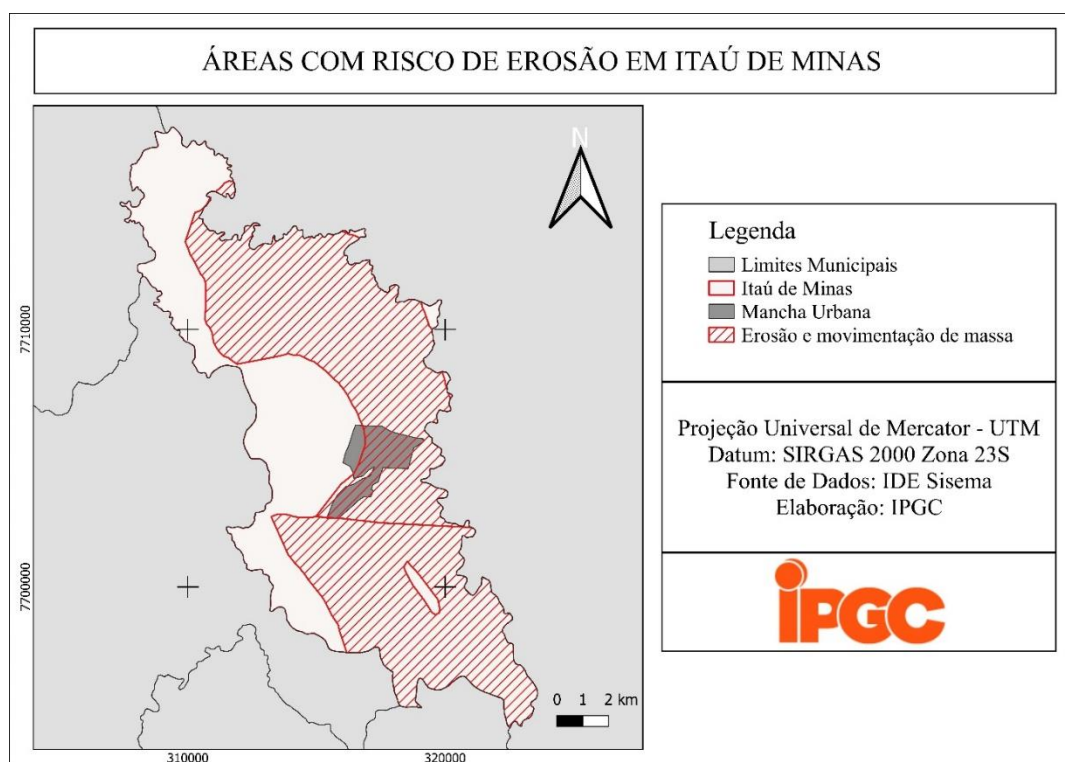 ÁREAS COM RISCO DE EROSÃO EM ITAÚ DE MINAS
N
7710000
7700000
0 1 2 km
310000
320000
Legenda
Limites Municipais
Itaú de Minas
Mancha Urbana
Erosão e movimentação de massa
Projeção Universal de Mercator - UTM
Datum: SIRGAS 2000 Zona 23S
Fonte de Dados: IDE Sisema
Elaboração: IPGC
iPGC